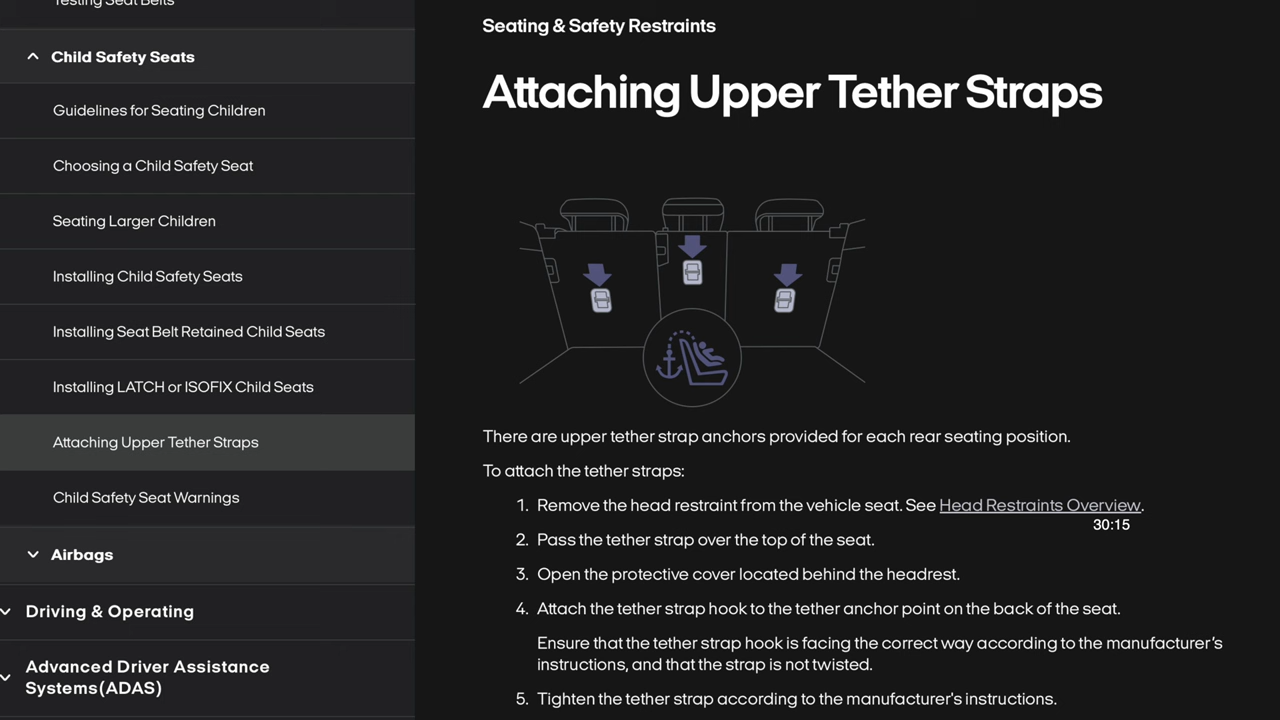 Testing Seat Belts
Child Safety Seats
Guidelines for Seating Children
Choosing a Child Safety Seat
Seating Larger Children
Installing Child Safety Seats
Installing Seat Belt Retained Child Seats
Installing LATCH or ISOFIX Child Seats
Attaching Upper Tether Straps
Child Safety Seat Warnings
Airbags
Driving & Operating
Advanced Driver Assistance
Systems(ADAS)
Seating & Safety Restraints
Attaching Upper Tether Straps
There are upper tether strap anchors provided for each rear seating position.
To attach the tether straps:
1. Remove the head restraint from the vehicle seat. See Head Restraints Overview.
30:15
2. Pass the tether strap over the top of the seat.
3. Open the protective cover located behind the headrest.
4. Attach the tether strap hook to the tether anchor point on the back of the seat.
Ensure that the tether strap hook is facing the correct way according to the manufacturer's
instructions, and that the strap is not twisted.
5. Tighten the tether strap according to the manufacturer's instructions.